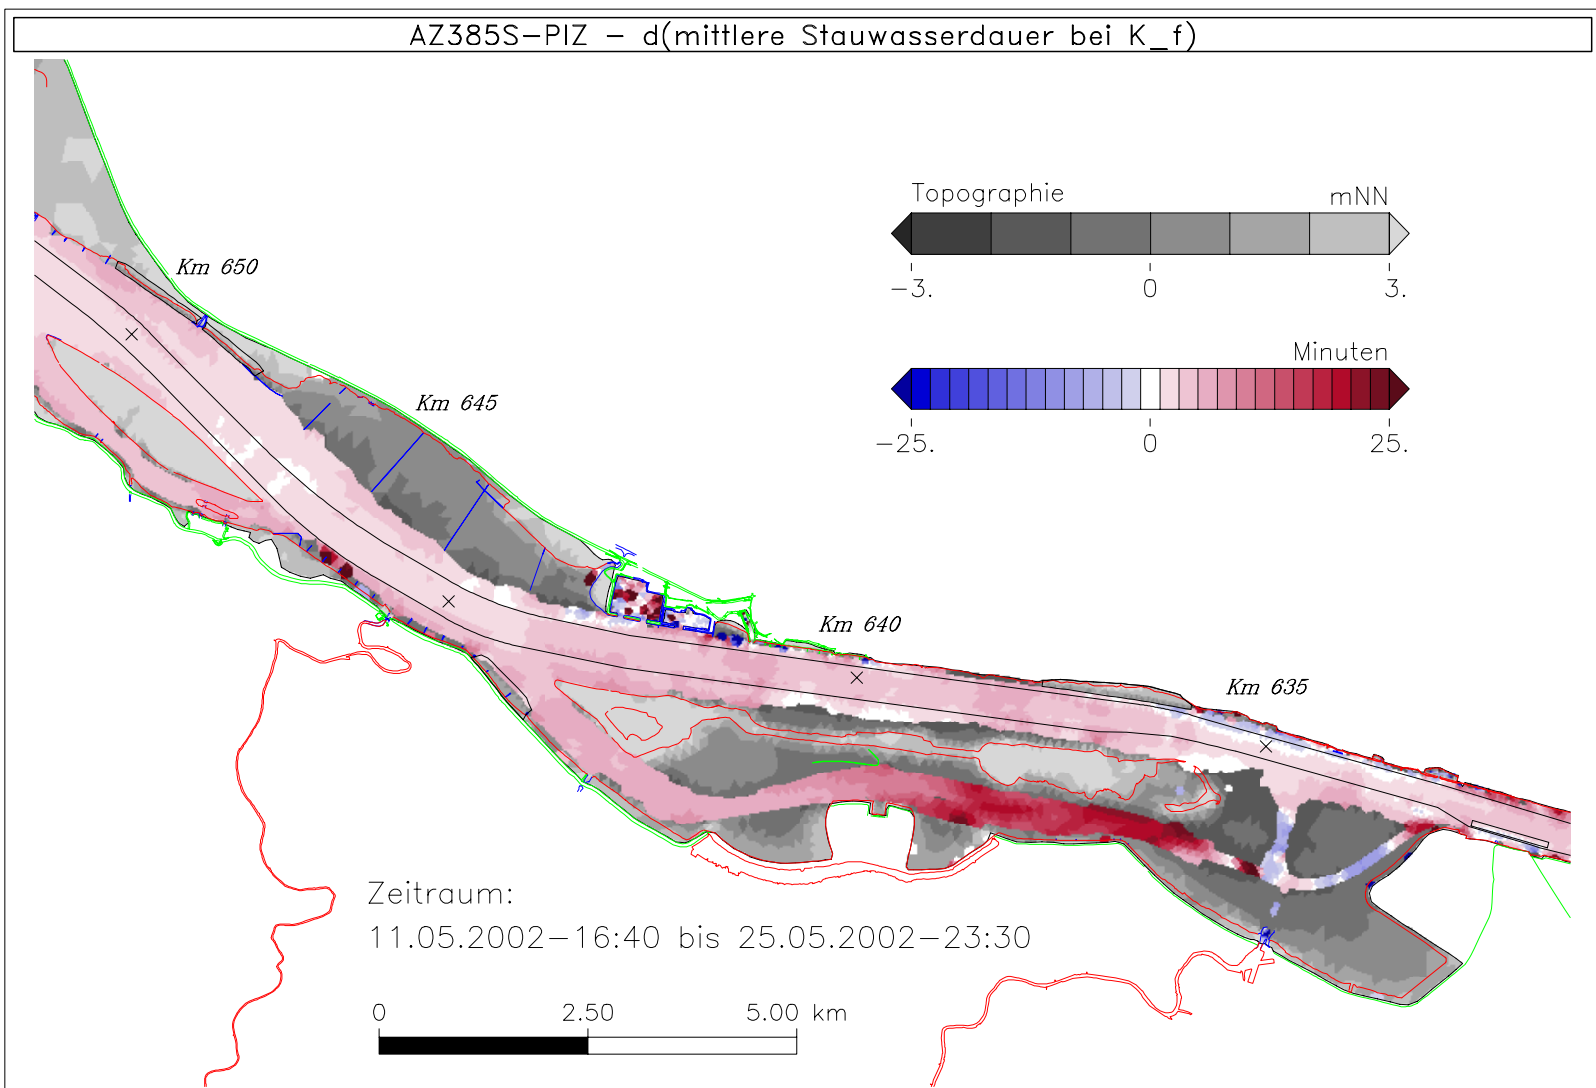 AZ385S-PIZ - d(mittlere Stauwasserdauer bei K_f)
Topographie mNN
-3. 0 3.
Km 650
Minuten
-25. 0 25.
Km 645
Km 640
Km 635
Zeitraum:
11.05.2002-16:40 bis 25.05.2002-23:30
0 2.50 5.00 km